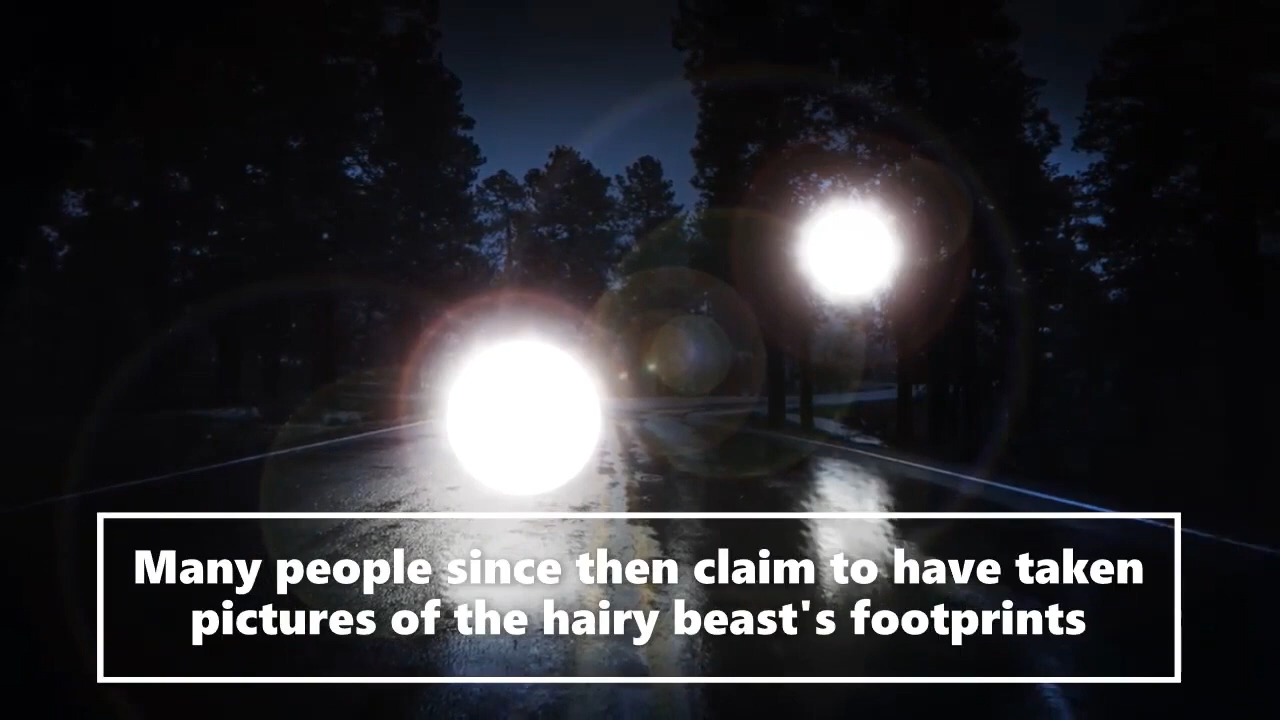 Many people since then claim to have taken
pictures of the hairy beast's footprints